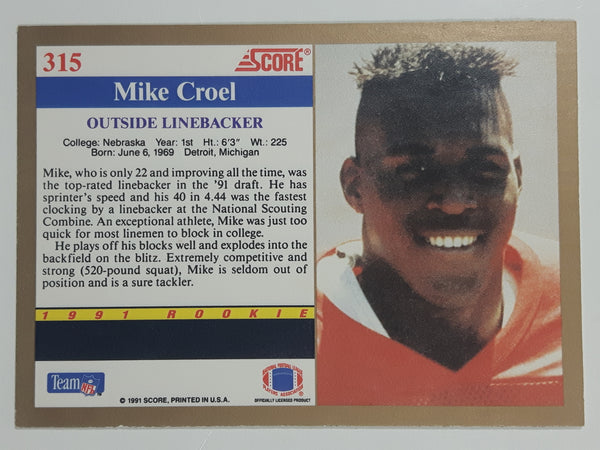 315
SCORE®
Mike Croel
OUTSIDE LINEBACKER
College: Nebraska Year: 1st Ht.: 6'3" Wt.: 225
Born: June 6, 1969 Detroit, Michigan
Mike, who is only 22 and improving all the time, was
the top-rated linebacker in the '91 draft. He has
sprinter's speed and his 40 in 4.44 was the fastest
clocking by a linebacker at the National Scouting
Combine. An exceptional athlete, Mike was just too
quick for most linemen to block in college.
He plays off his blocks well and explodes into the
backfield on the blitz. Extremely competitive and
strong (520-pound squat), Mike is seldom out of
position and is a sure tackler.
1991 ROOKIE
Team NFL
© 1991 SCORE, PRINTED IN U.S.A.
OFFICIALLY LICENSED PRODUCT